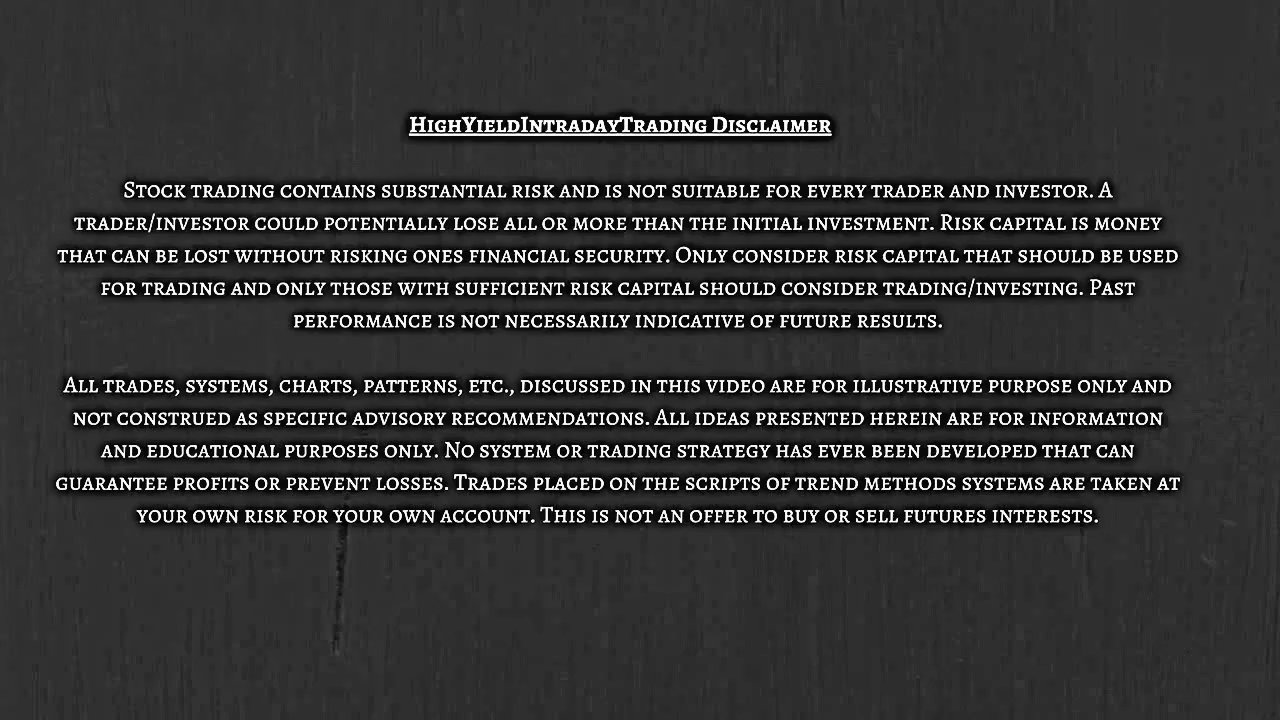 HighYieldIntradayTrading Disclaimer
Stock trading contains substantial risk and is not suitable for every trader and investor. A
trader/investor could potentially lose all or more than the initial investment. Risk capital is money
that can be lost without risking ones financial security. Only consider risk capital that should be used
for trading and only those with sufficient risk capital should consider trading/investing. Past
performance is not necessarily indicative of future results.
All trades, systems, charts, patterns, etc., discussed in this video are for illustrative purpose only and
not construed as specific advisory recommendations. All ideas presented herein are for information
and educational purposes only. No system or trading strategy has ever been developed that can
guarantee profits or prevent losses. Trades placed on the scripts of trend methods systems are taken at
your own risk for your own account. This is not an offer to buy or sell futures interests.